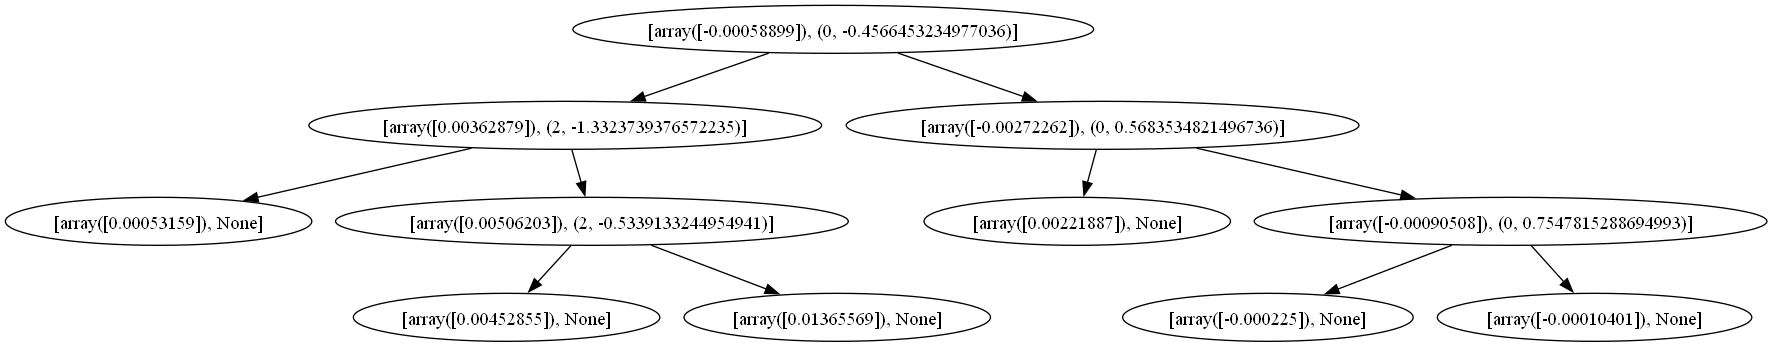 [array([-0.00058899]), (0, -0.4566453234977036)]
[array([0.00362879]), (2, -1.3323739376572235)]
[array([-0.00272262]), (0, 0.5683534821496736)]
[array([0.00053159]), None]
[array([0.00506203]), (2, -0.5339133244954941)]
[array([0.00221887]), None]
[array([-0.00090508]), (0, 0.7547815288694993)]
[array([0.00452855]), None]
[array([0.01365569]), None]
[array([-0.000225]), None]
[array([-0.00010401]), None]